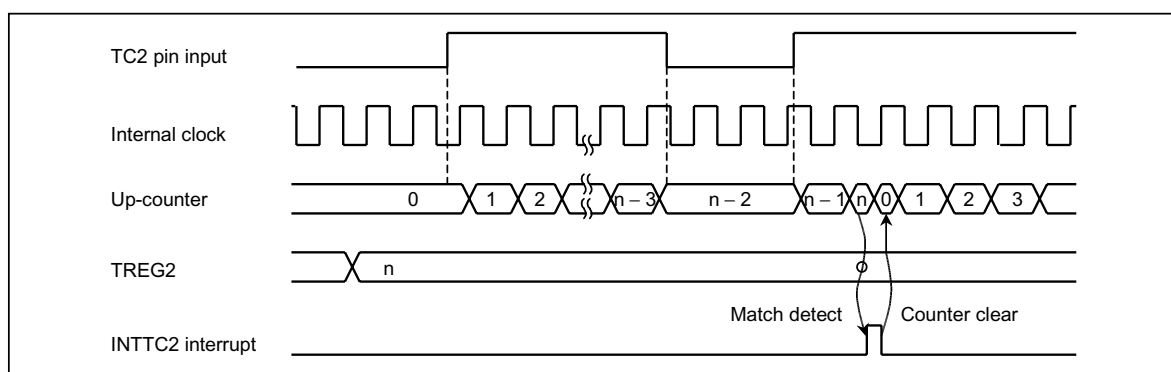 TC2 pin input
Internal clock
Up-counter 0 1 2 n – 3 n – 2 n – 1 n 0 1 2 3
TREG2 n
Match detect Counter clear
INTTC2 interrupt